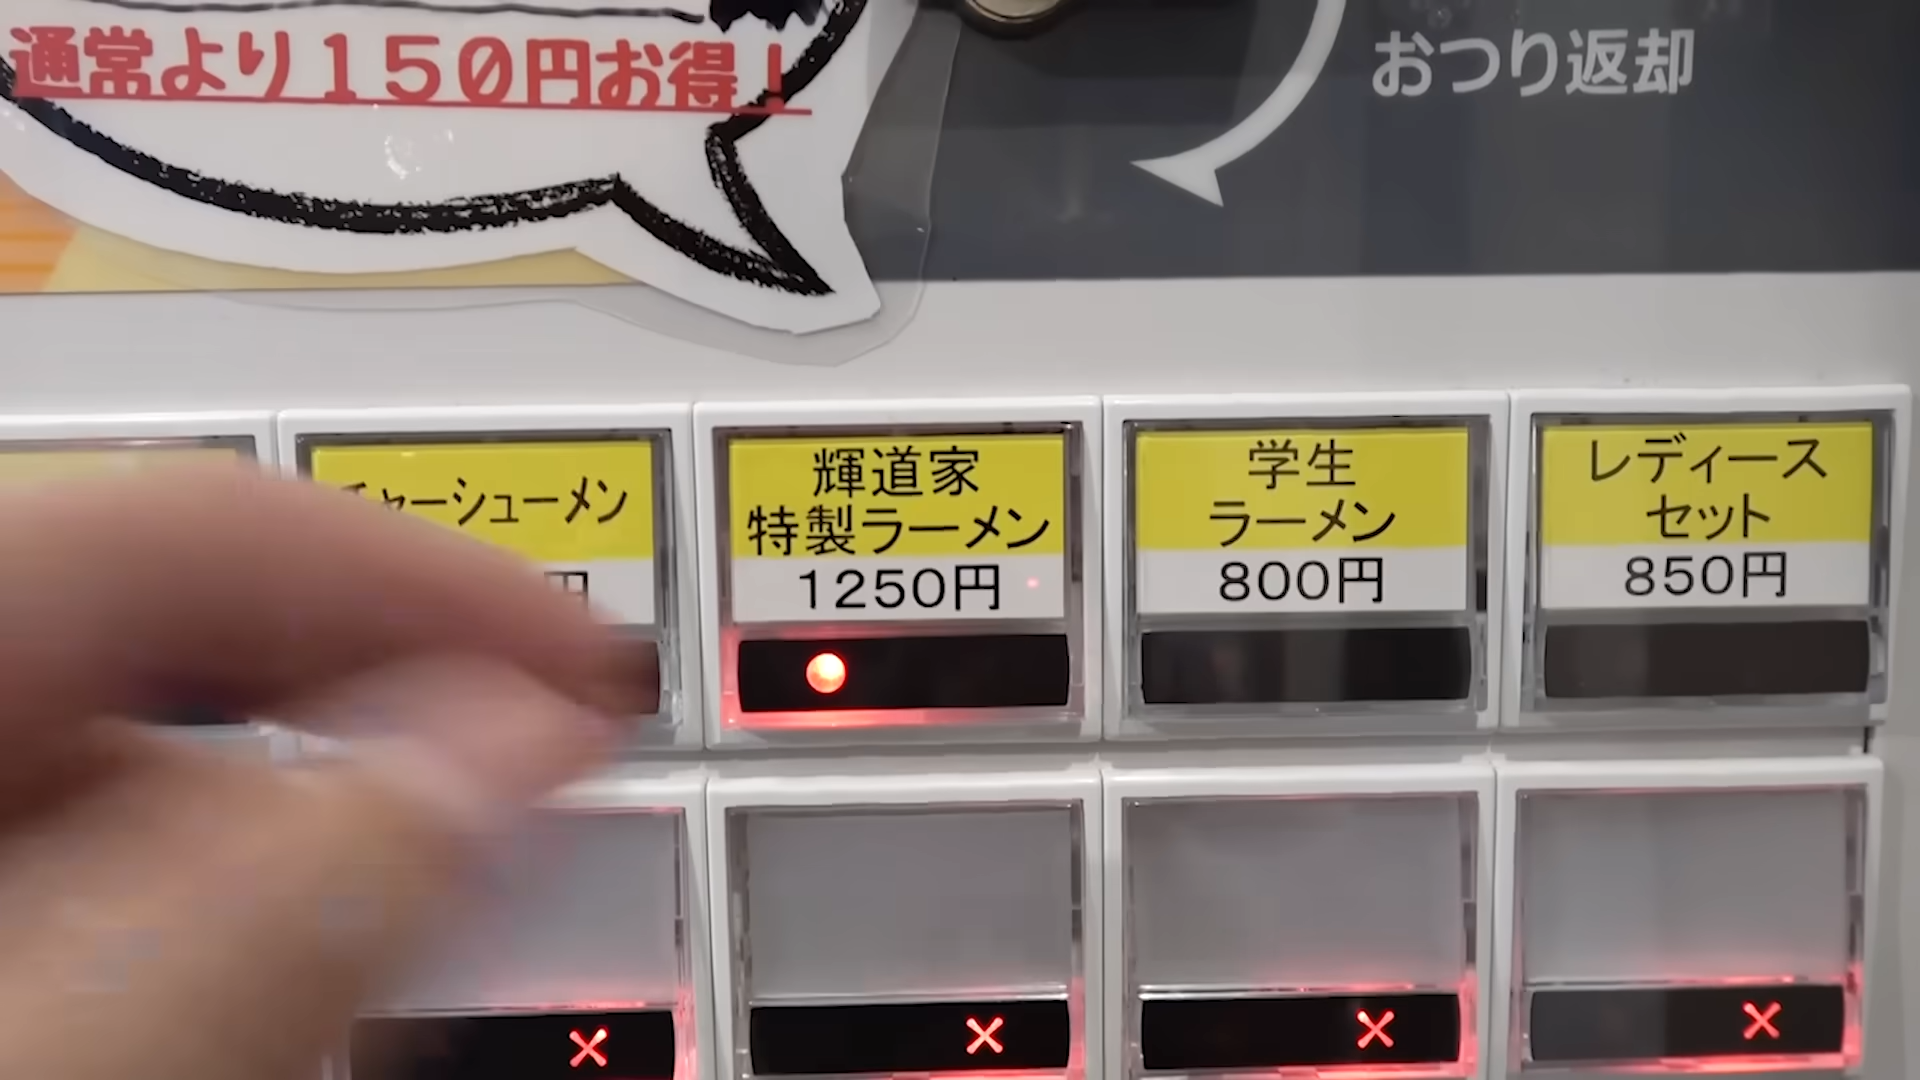 通常より150円お得！
おつり返却
チャーシューメン
円
輝道家
特製ラーメン
1250円
学生
ラーメン
800円
レディース
セット
850円